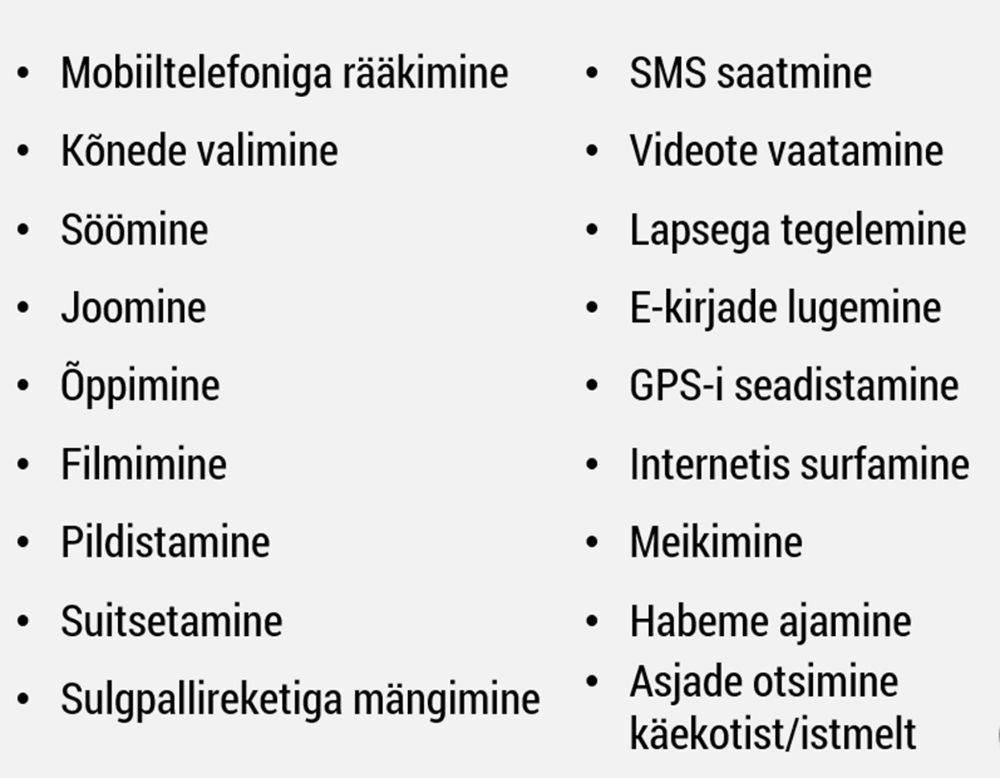 • Mobiiltelefoniga rääkimine
• Kõnede valimine
• Söömine
• Joomine
• Õppimine
• Filmimine
• Pildistamine
• Suitsetamine
• Sulgpallireketiga mängimine
• SMS saatmine
• Videote vaatamine
• Lapsega tegelemine
• E-kirjade lugemine
• GPS-i seadistamine
• Internetis surfamine
• Meikimine
• Habeme ajamine
• Asjade otsimine
käekotist/istmelt